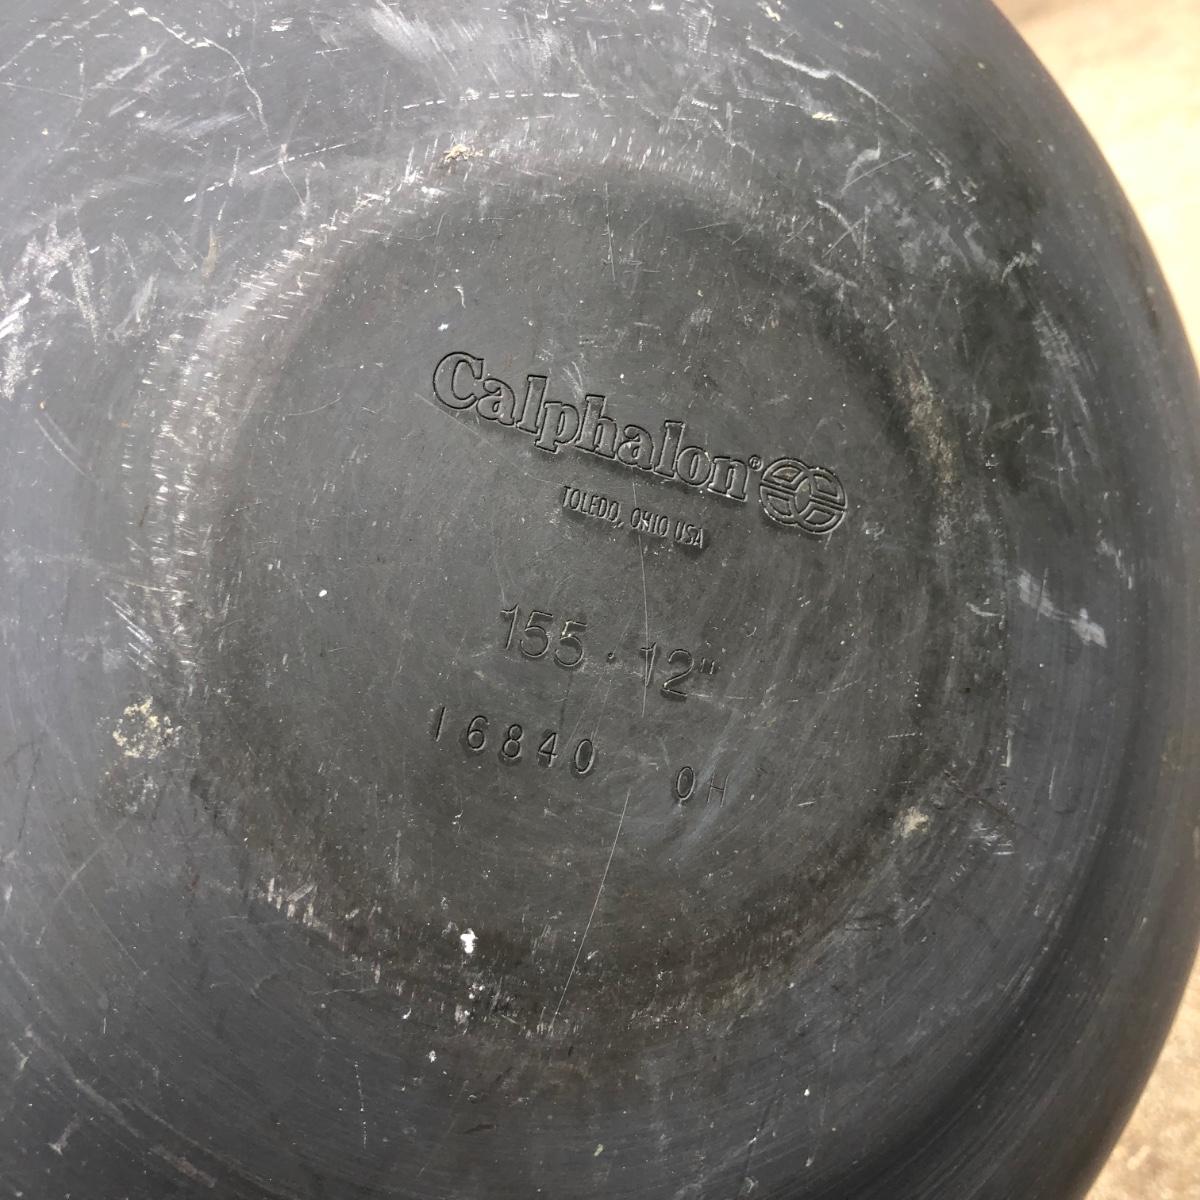 Calphalon®
TOLEDO, OHIO USA
155 · 12"
16840 OH